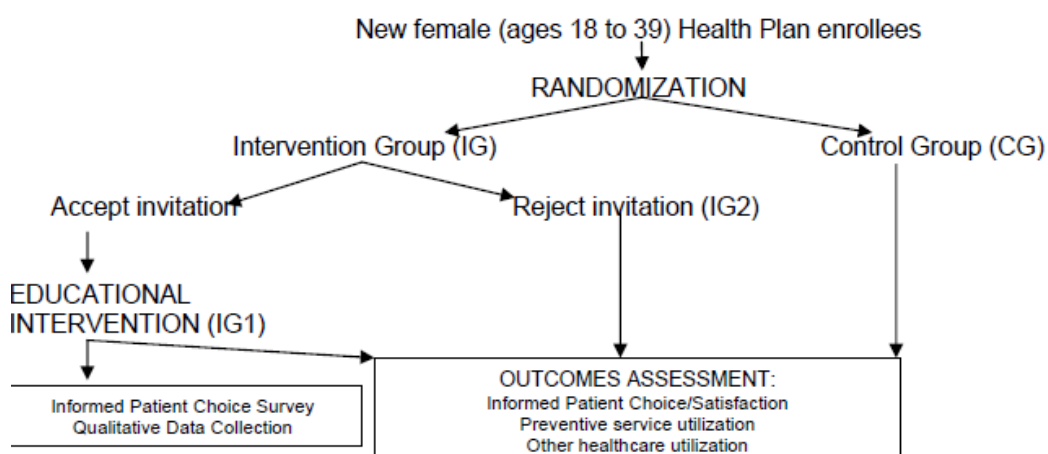 New female (ages 18 to 39) Health Plan enrollees
RANDOMIZATION
Intervention Group (IG)
Control Group (CG)
Accept invitation
Reject invitation (IG2)
EDUCATIONAL
INTERVENTION (IG1)
Informed Patient Choice Survey
Qualitative Data Collection
OUTCOMES ASSESSMENT:
Informed Patient Choice/Satisfaction
Preventive service utilization
Other healthcare utilization